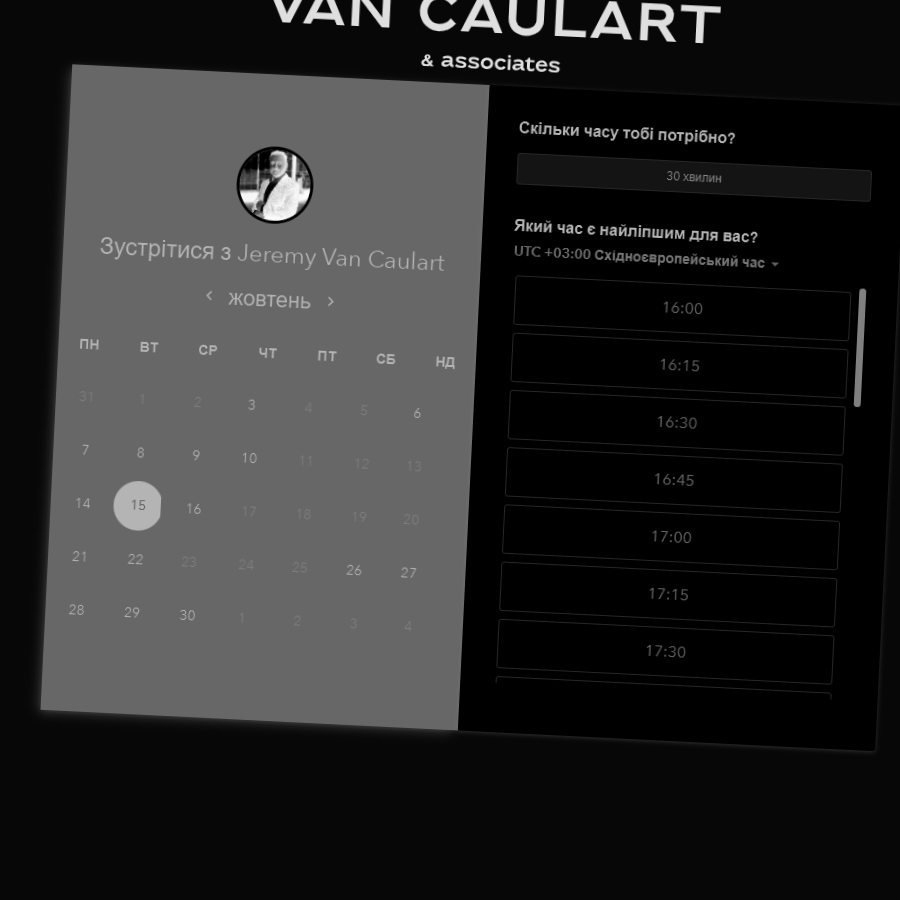 VAN CAULART
& associates
Зустрітися з Jeremy Van Caulart
жовтень
ПН ВТ СР ЧТ ПТ СБ НД
31 1 2 3 4 5 6
7 8 9 10 11 12 13
14 15 16 17 18 19 20
21 22 23 24 25 26 27
28 29 30 1 2 3 4
Скільки часу тобі потрібно?
30 хвилин
Який час є найліпшим для вас?
UTC +03:00 Східноєвропейський час
16:00
16:15
16:30
16:45
17:00
17:15
17:30